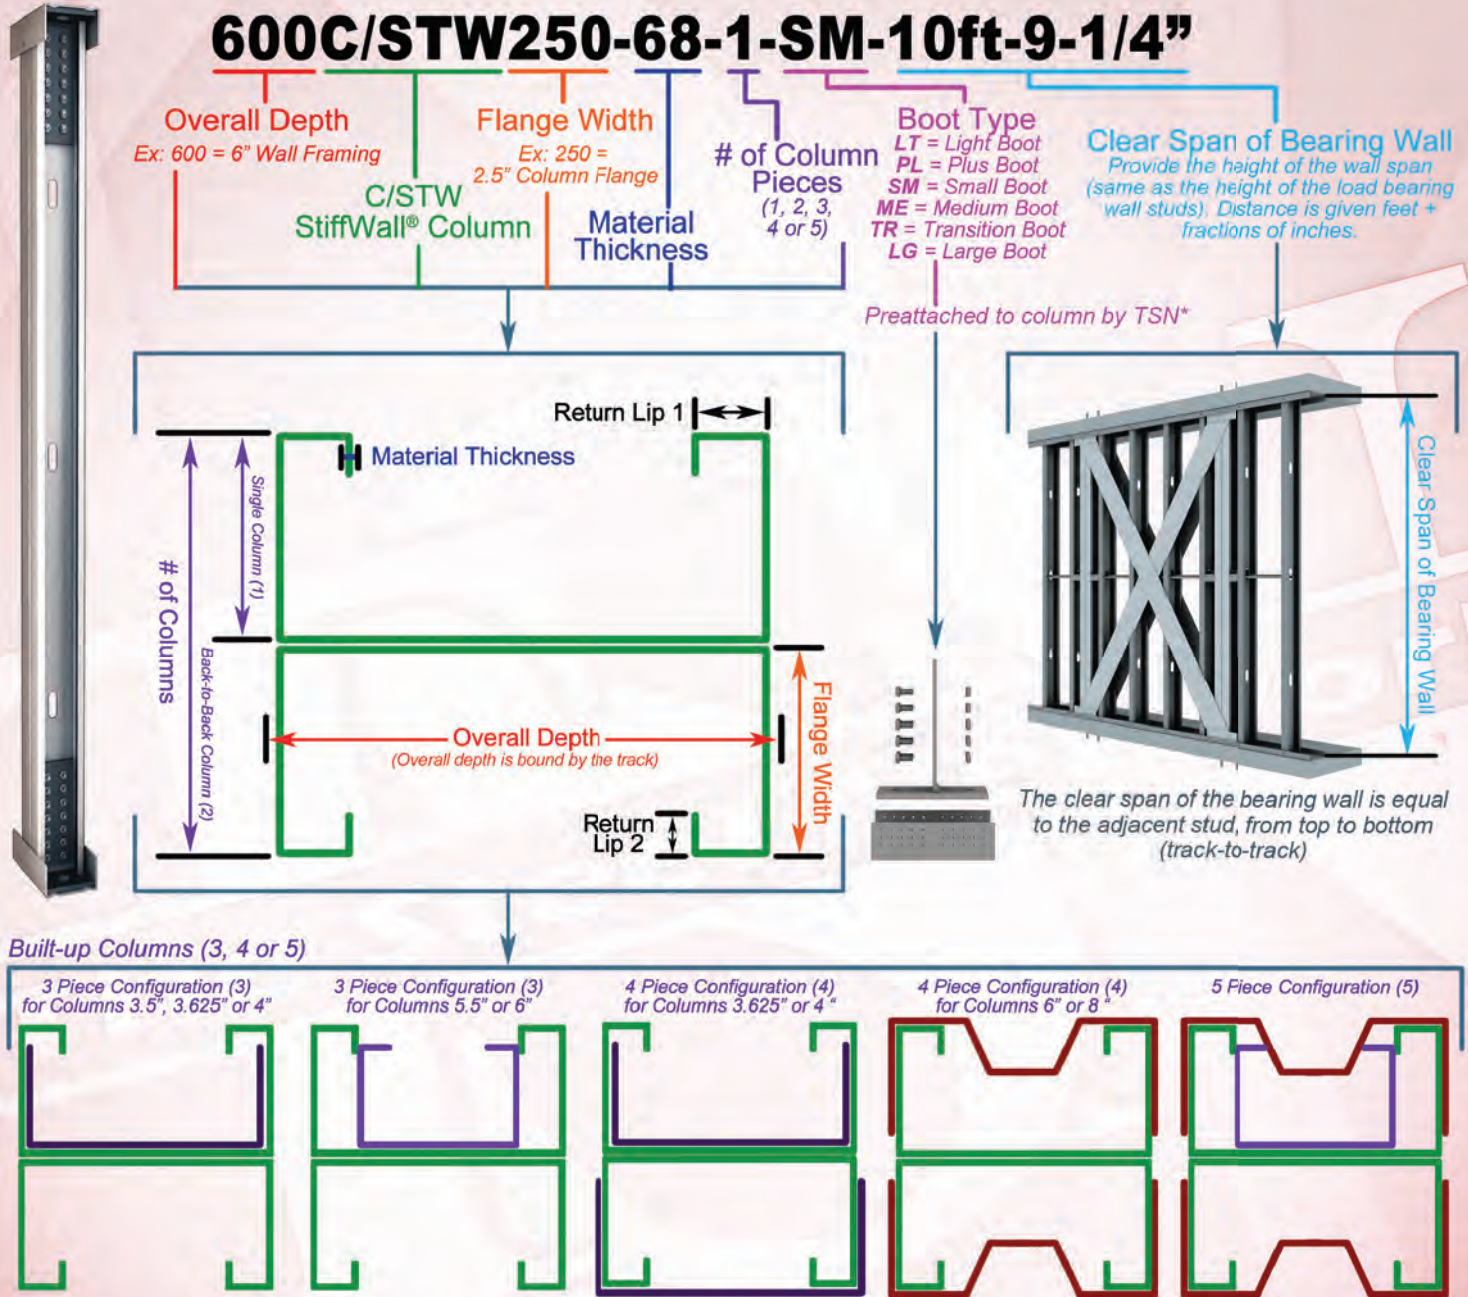 600C/STW250-68-1-SM-10ft-9-1/4”
Overall Depth
Ex: 600 = 6” Wall Framing
C/STW
StiffWall® Column
Flange Width
Ex: 250 =
2.5” Column Flange
Material
Thickness
# of Column
Pieces
(1, 2, 3,
4 or 5)
Boot Type
LT = Light Boot
PL = Plus Boot
SM = Small Boot
ME = Medium Boot
TR = Transition Boot
LG = Large Boot
Preattached to column by TSN*
Clear Span of Bearing Wall
Provide the height of the wall span
(same as the height of the load bearing
wall studs). Distance is given feet +
fractions of inches.
Return Lip 1
Material Thickness
Single Column (1)
# of Columns
Back-to-Back Column (2)
Overall Depth
(Overall depth is bound by the track)
Flange Width
Return
Lip 2
Clear Span of Bearing Wall
The clear span of the bearing wall is equal
to the adjacent stud, from top to bottom
(track-to-track)
Built-up Columns (3, 4 or 5)
3 Piece Configuration (3)
for Columns 3.5”, 3.625” or 4”
3 Piece Configuration (3)
for Columns 5.5” or 6”
4 Piece Configuration (4)
for Columns 3.625” or 4 “
4 Piece Configuration (4)
for Columns 6” or 8 “
5 Piece Configuration (5)